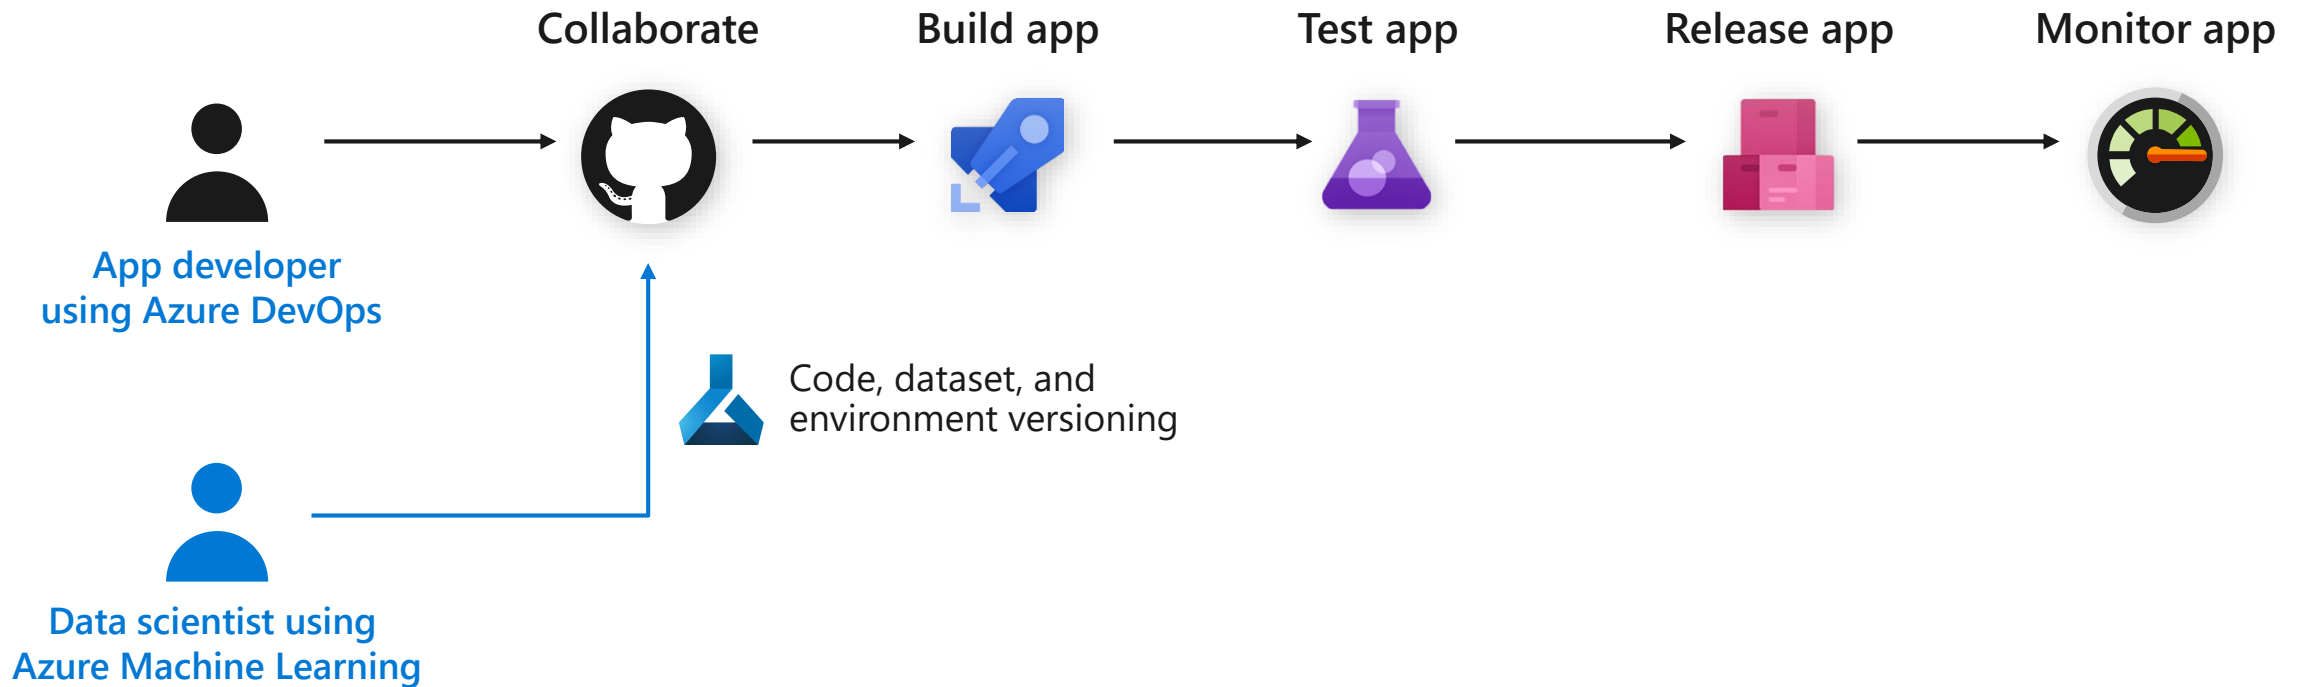 Collaborate
Build app
Test app
Release app
Monitor app
App developer
using Azure DevOps
Code, dataset, and
environment versioning
Data scientist using
Azure Machine Learning